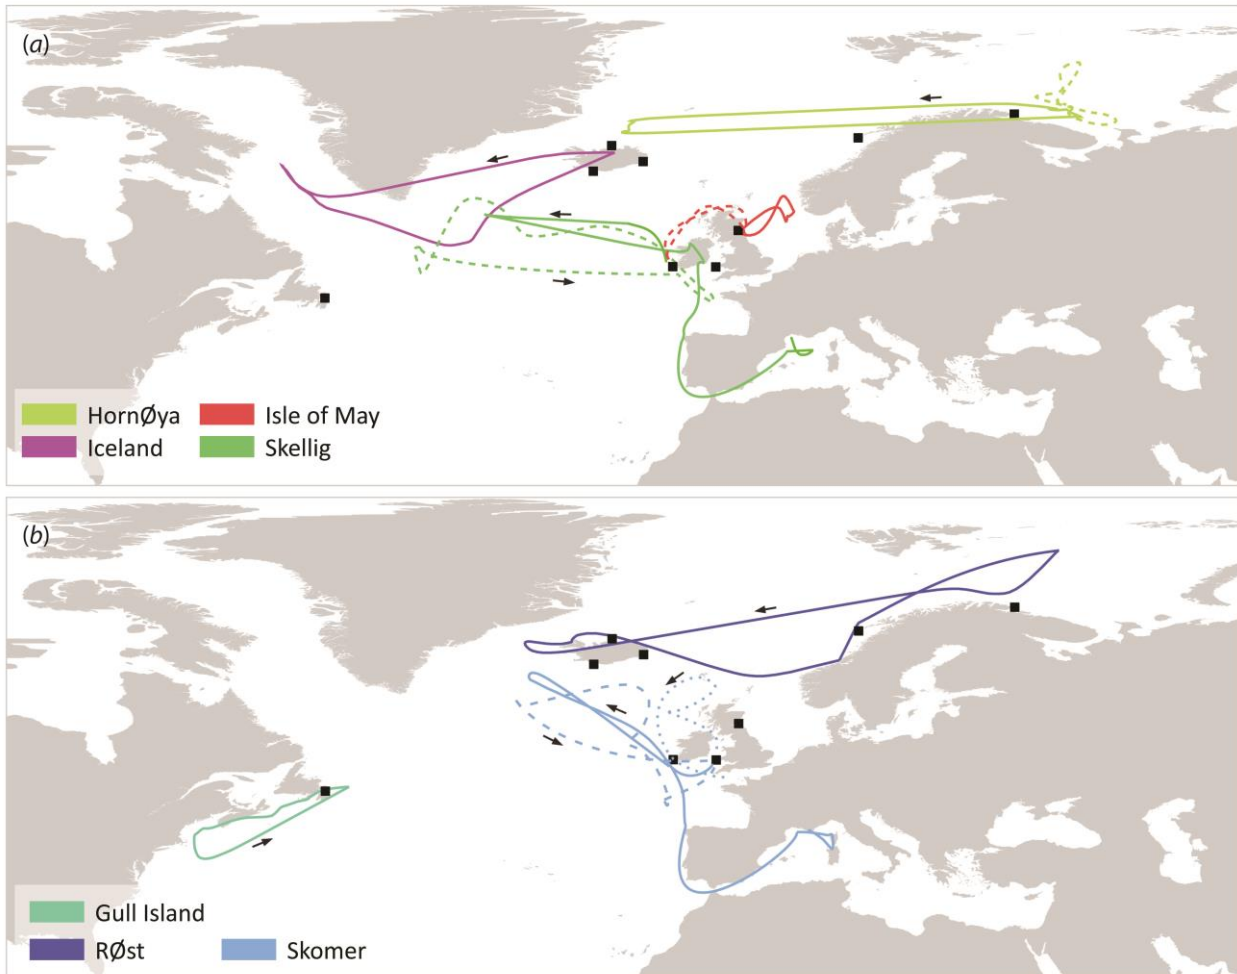 (a)
HornØya Isle of May
Iceland Skellig
(b)
Gull Island
RØst Skomer